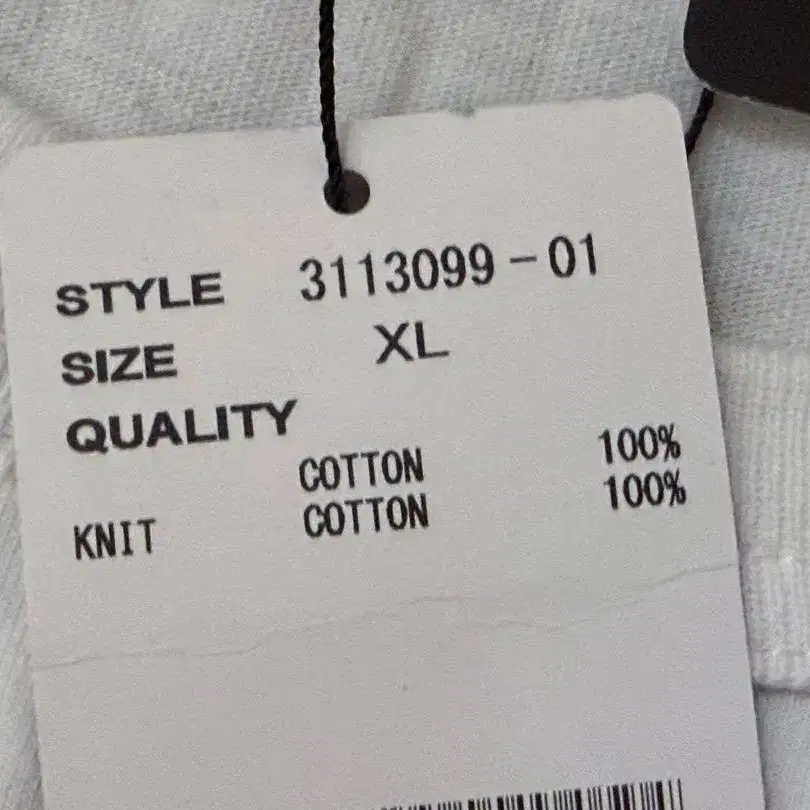 STYLE 3113099-01
SIZE XL
QUALITY
COTTON 100%
KNIT COTTON 100%